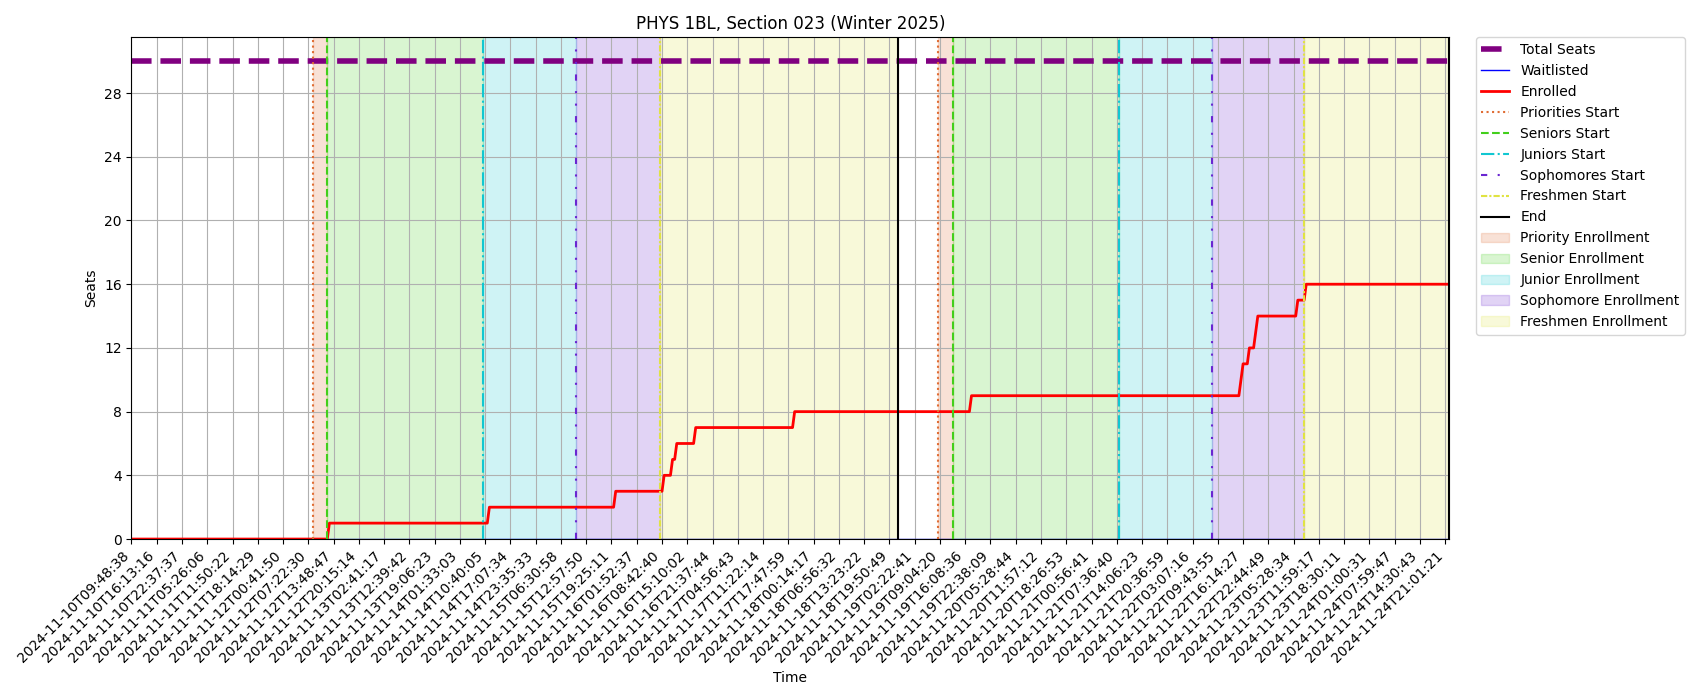 PHYS 1BL, Section 023 (Winter 2025)
Total Seats
Waitlisted
Enrolled
Priorities Start
Seniors Start
Juniors Start
Sophomores Start
Freshmen Start
End
Priority Enrollment
Senior Enrollment
Junior Enrollment
Sophomore Enrollment
Freshmen Enrollment
Seats
28
24
20
16
12
8
4
0
2024-11-10T09:48:38
2024-11-10T16:13:16
2024-11-10T22:37:37
2024-11-11T05:26:06
2024-11-11T11:50:22
2024-11-11T18:14:29
2024-11-12T00:41:50
2024-11-12T07:22:30
2024-11-12T13:48:47
2024-11-12T20:15:14
2024-11-13T02:41:17
2024-11-13T12:39:42
2024-11-13T19:06:23
2024-11-14T01:33:03
2024-11-14T10:40:05
2024-11-14T17:07:34
2024-11-14T23:35:33
2024-11-15T06:30:58
2024-11-15T12:57:50
2024-11-15T19:25:11
2024-11-16T01:52:37
2024-11-16T08:42:40
2024-11-16T15:10:02
2024-11-16T21:37:44
2024-11-17T04:56:43
2024-11-17T11:22:14
2024-11-17T17:47:59
2024-11-18T00:14:17
2024-11-18T06:56:32
2024-11-18T13:23:22
2024-11-18T19:50:49
2024-11-19T02:22:41
2024-11-19T09:04:20
2024-11-19T16:08:36
2024-11-19T22:38:09
2024-11-20T05:28:44
2024-11-20T11:57:12
2024-11-20T18:26:53
2024-11-21T00:56:41
2024-11-21T07:36:40
2024-11-21T14:06:23
2024-11-21T20:36:59
2024-11-22T03:07:16
2024-11-22T09:43:55
2024-11-22T16:14:27
2024-11-22T22:44:49
2024-11-23T05:28:34
2024-11-23T11:59:17
2024-11-23T18:30:11
2024-11-24T01:00:31
2024-11-24T07:59:47
2024-11-24T14:30:43
2024-11-24T21:01:21
Time